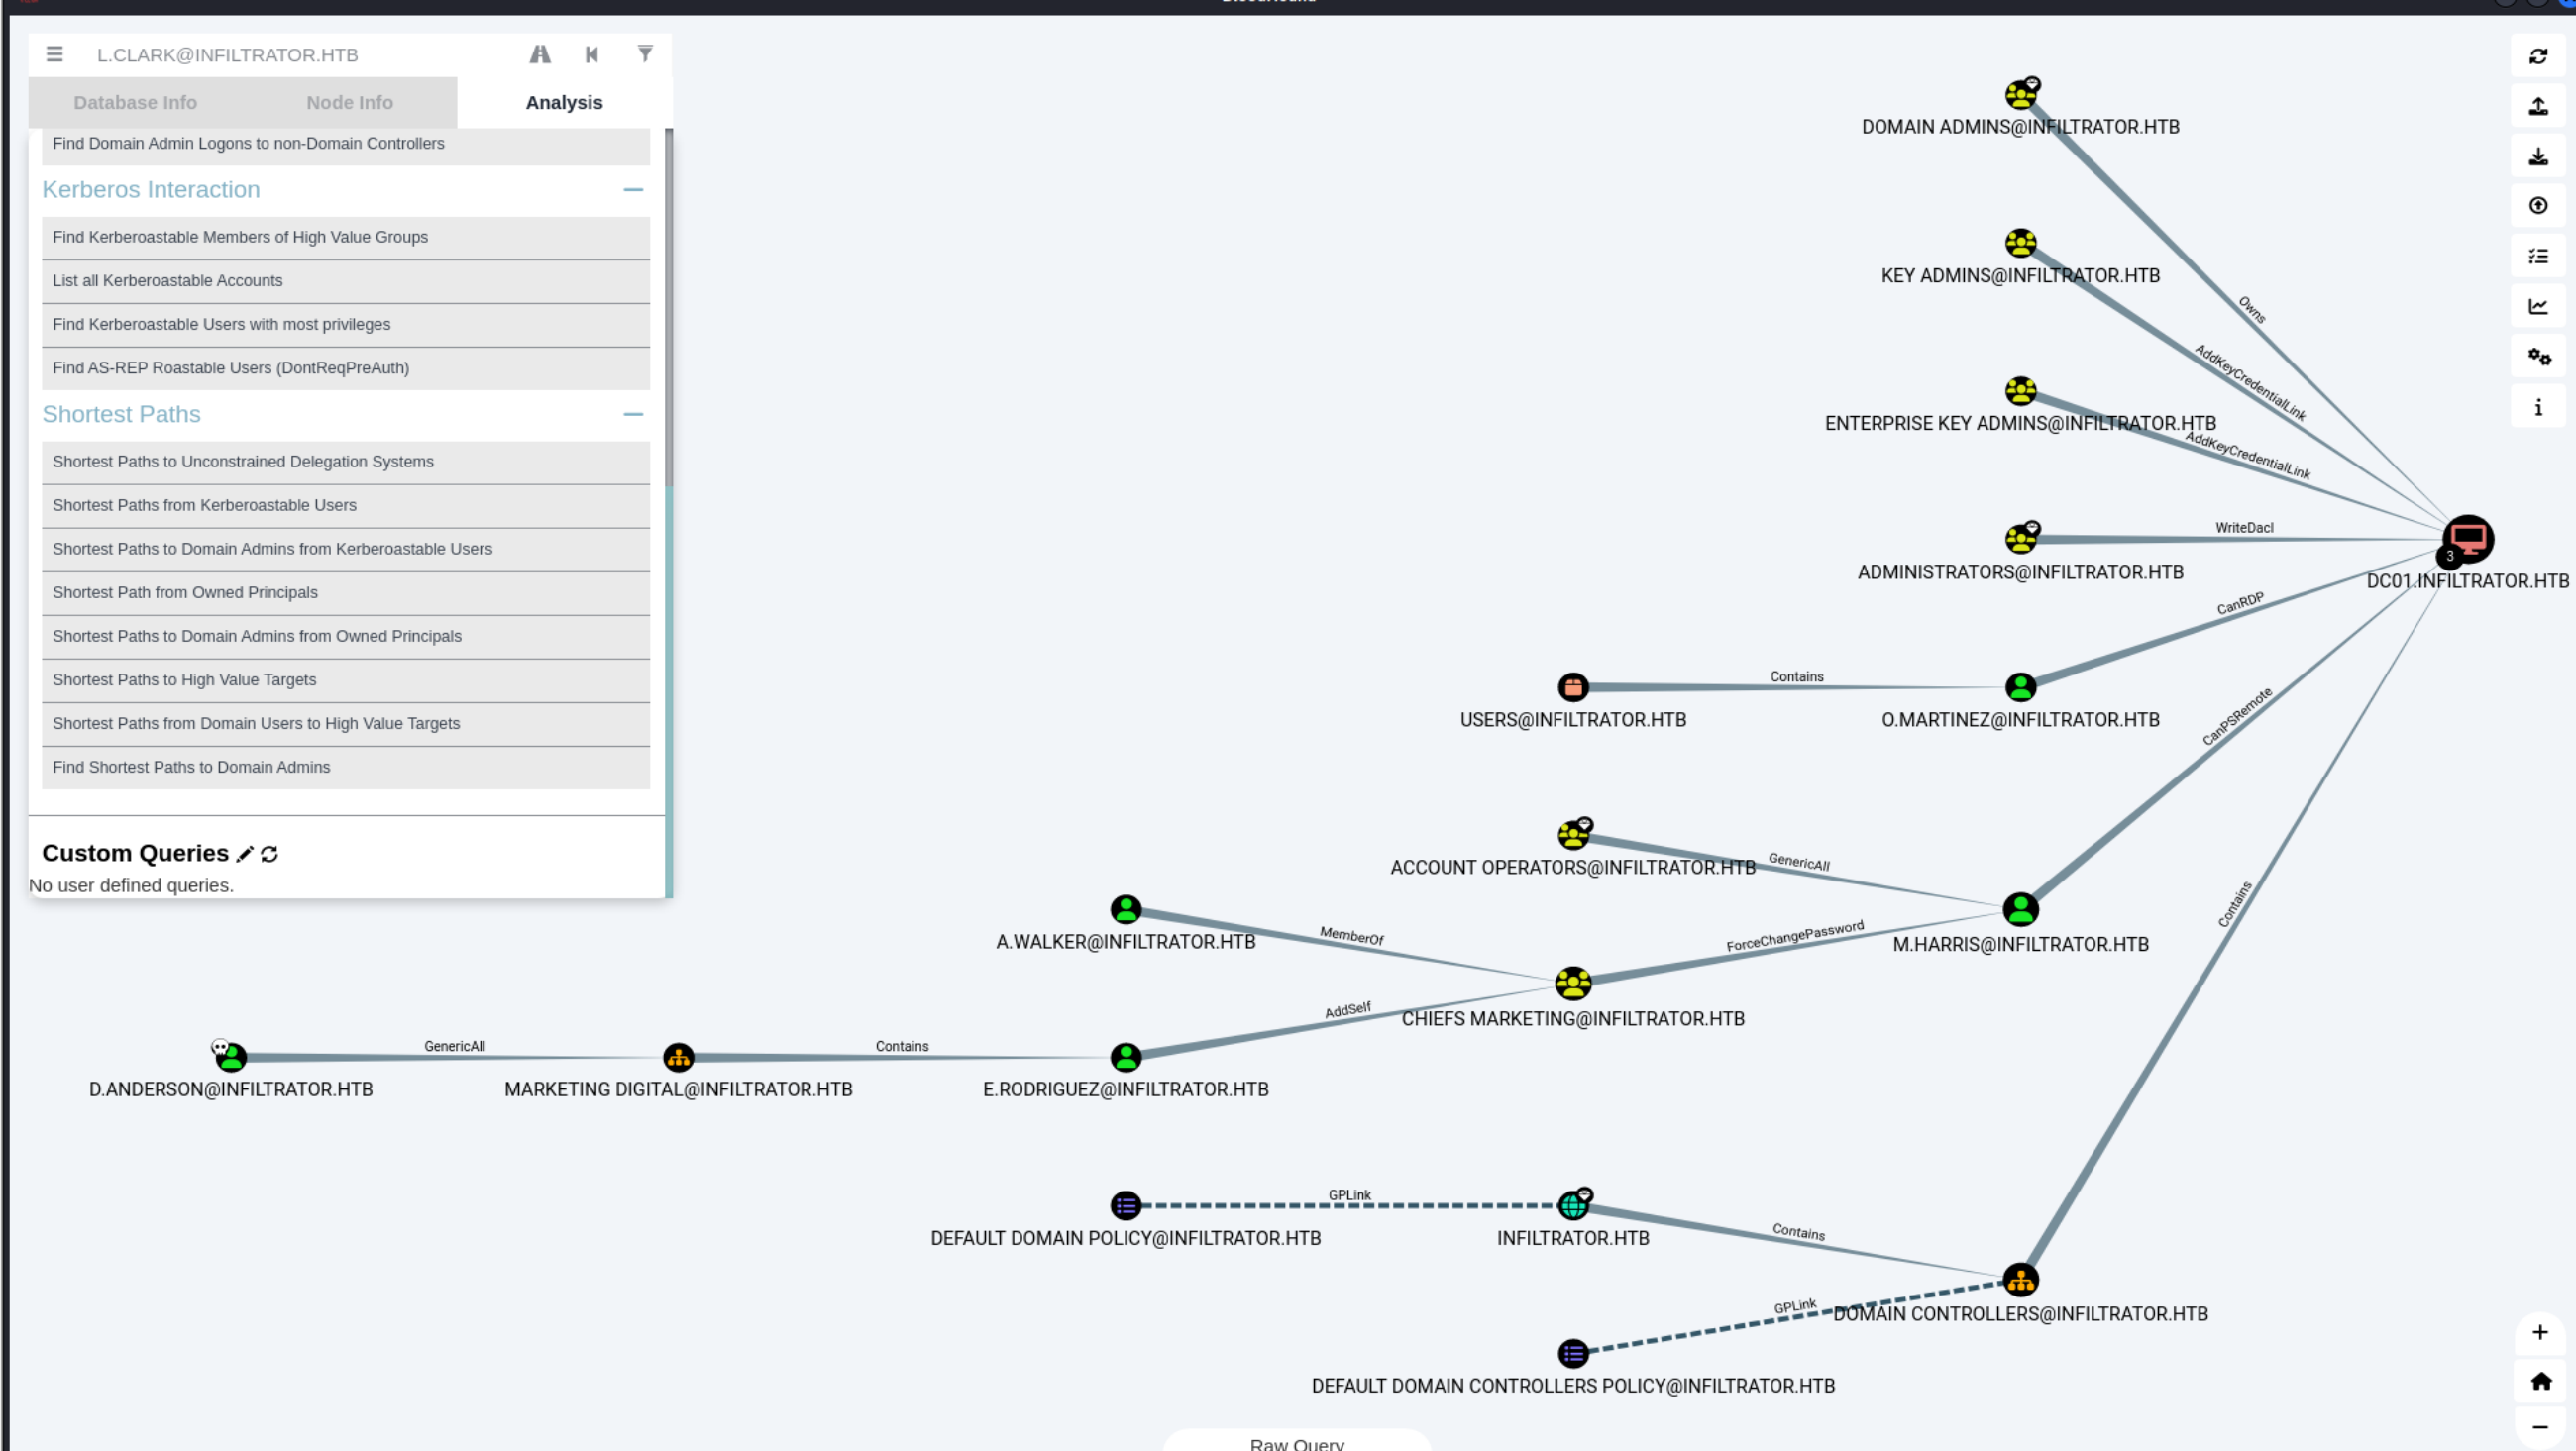 L.CLARK@INFILTRATOR.HTB
Database Info
Node Info
Analysis
Find Domain Admin Logons to non-Domain Controllers
Kerberos Interaction
Find Kerberoastable Members of High Value Groups
List all Kerberoastable Accounts
Find Kerberoastable Users with most privileges
Find AS-REP Roastable Users (DontReqPreAuth)
Shortest Paths
Shortest Paths to Unconstrained Delegation Systems
Shortest Paths from Kerberoastable Users
Shortest Paths to Domain Admins from Kerberoastable Users
Shortest Path from Owned Principals
Shortest Paths to Domain Admins from Owned Principals
Shortest Paths to High Value Targets
Shortest Paths from Domain Users to High Value Targets
Find Shortest Paths to Domain Admins
Custom Queries
No user defined queries.
DOMAIN ADMINS@INFILTRATOR.HTB
Owns
KEY ADMINS@INFILTRATOR.HTB
AddKeyCredentialLink
ENTERPRISE KEY ADMINS@INFILTRATOR.HTB
AddKeyCredentialLink
WriteDacl
ADMINISTRATORS@INFILTRATOR.HTB
3
DC01.INFILTRATOR.HTB
CanRDP
Contains
USERS@INFILTRATOR.HTB
O.MARTINEZ@INFILTRATOR.HTB
CanPSRemote
ACCOUNT OPERATORS@INFILTRATOR.HTB
GenericAll
Contains
A.WALKER@INFILTRATOR.HTB
MemberOf
ForceChangePassword
M.HARRIS@INFILTRATOR.HTB
AddSelf
CHIEFS MARKETING@INFILTRATOR.HTB
GenericAll
Contains
D.ANDERSON@INFILTRATOR.HTB
MARKETING DIGITAL@INFILTRATOR.HTB
E.RODRIGUEZ@INFILTRATOR.HTB
GPLink
DEFAULT DOMAIN POLICY@INFILTRATOR.HTB
INFILTRATOR.HTB
Contains
GPLink
DOMAIN CONTROLLERS@INFILTRATOR.HTB
DEFAULT DOMAIN CONTROLLERS POLICY@INFILTRATOR.HTB
Raw Query